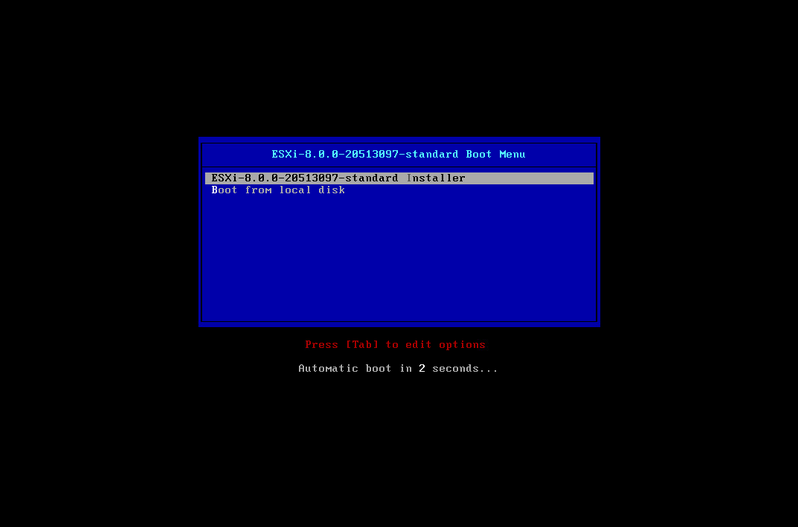 ESXi-8.0.0-20513097-standard Boot Menu
ESXi-8.0.0-20513097-standard Installer
Boot from local disk
Press [Tab] to edit options
Automatic boot in 2 seconds...